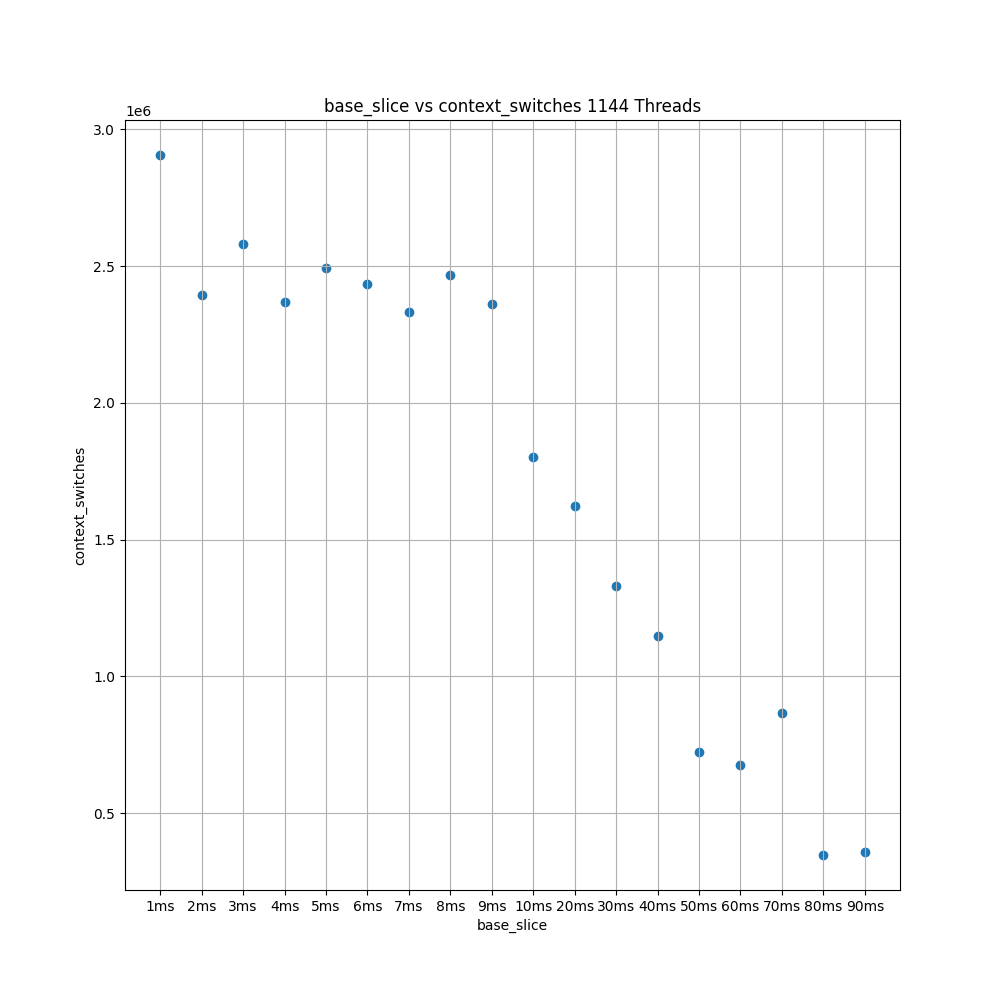 base_slice vs context_switches 1144 Threads
1e6
3.0
2.5
2.0
1.5
1.0
0.5
context_switches
1ms 2ms 3ms 4ms 5ms 6ms 7ms 8ms 9ms 10ms 20ms 30ms 40ms 50ms 60ms 70ms 80ms 90ms
base_slice